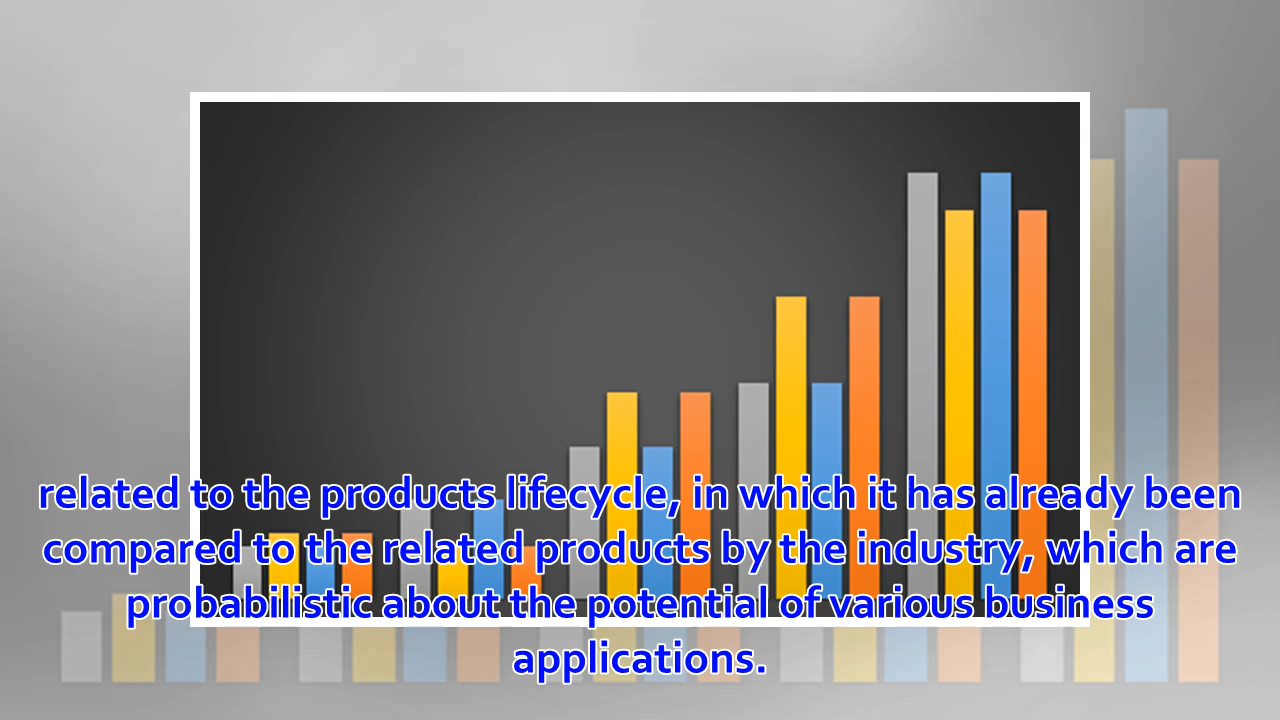 related to the products lifecycle, in which it has already been
compared to the related products by the industry, which are
probabilistic about the potential of various business
applications.